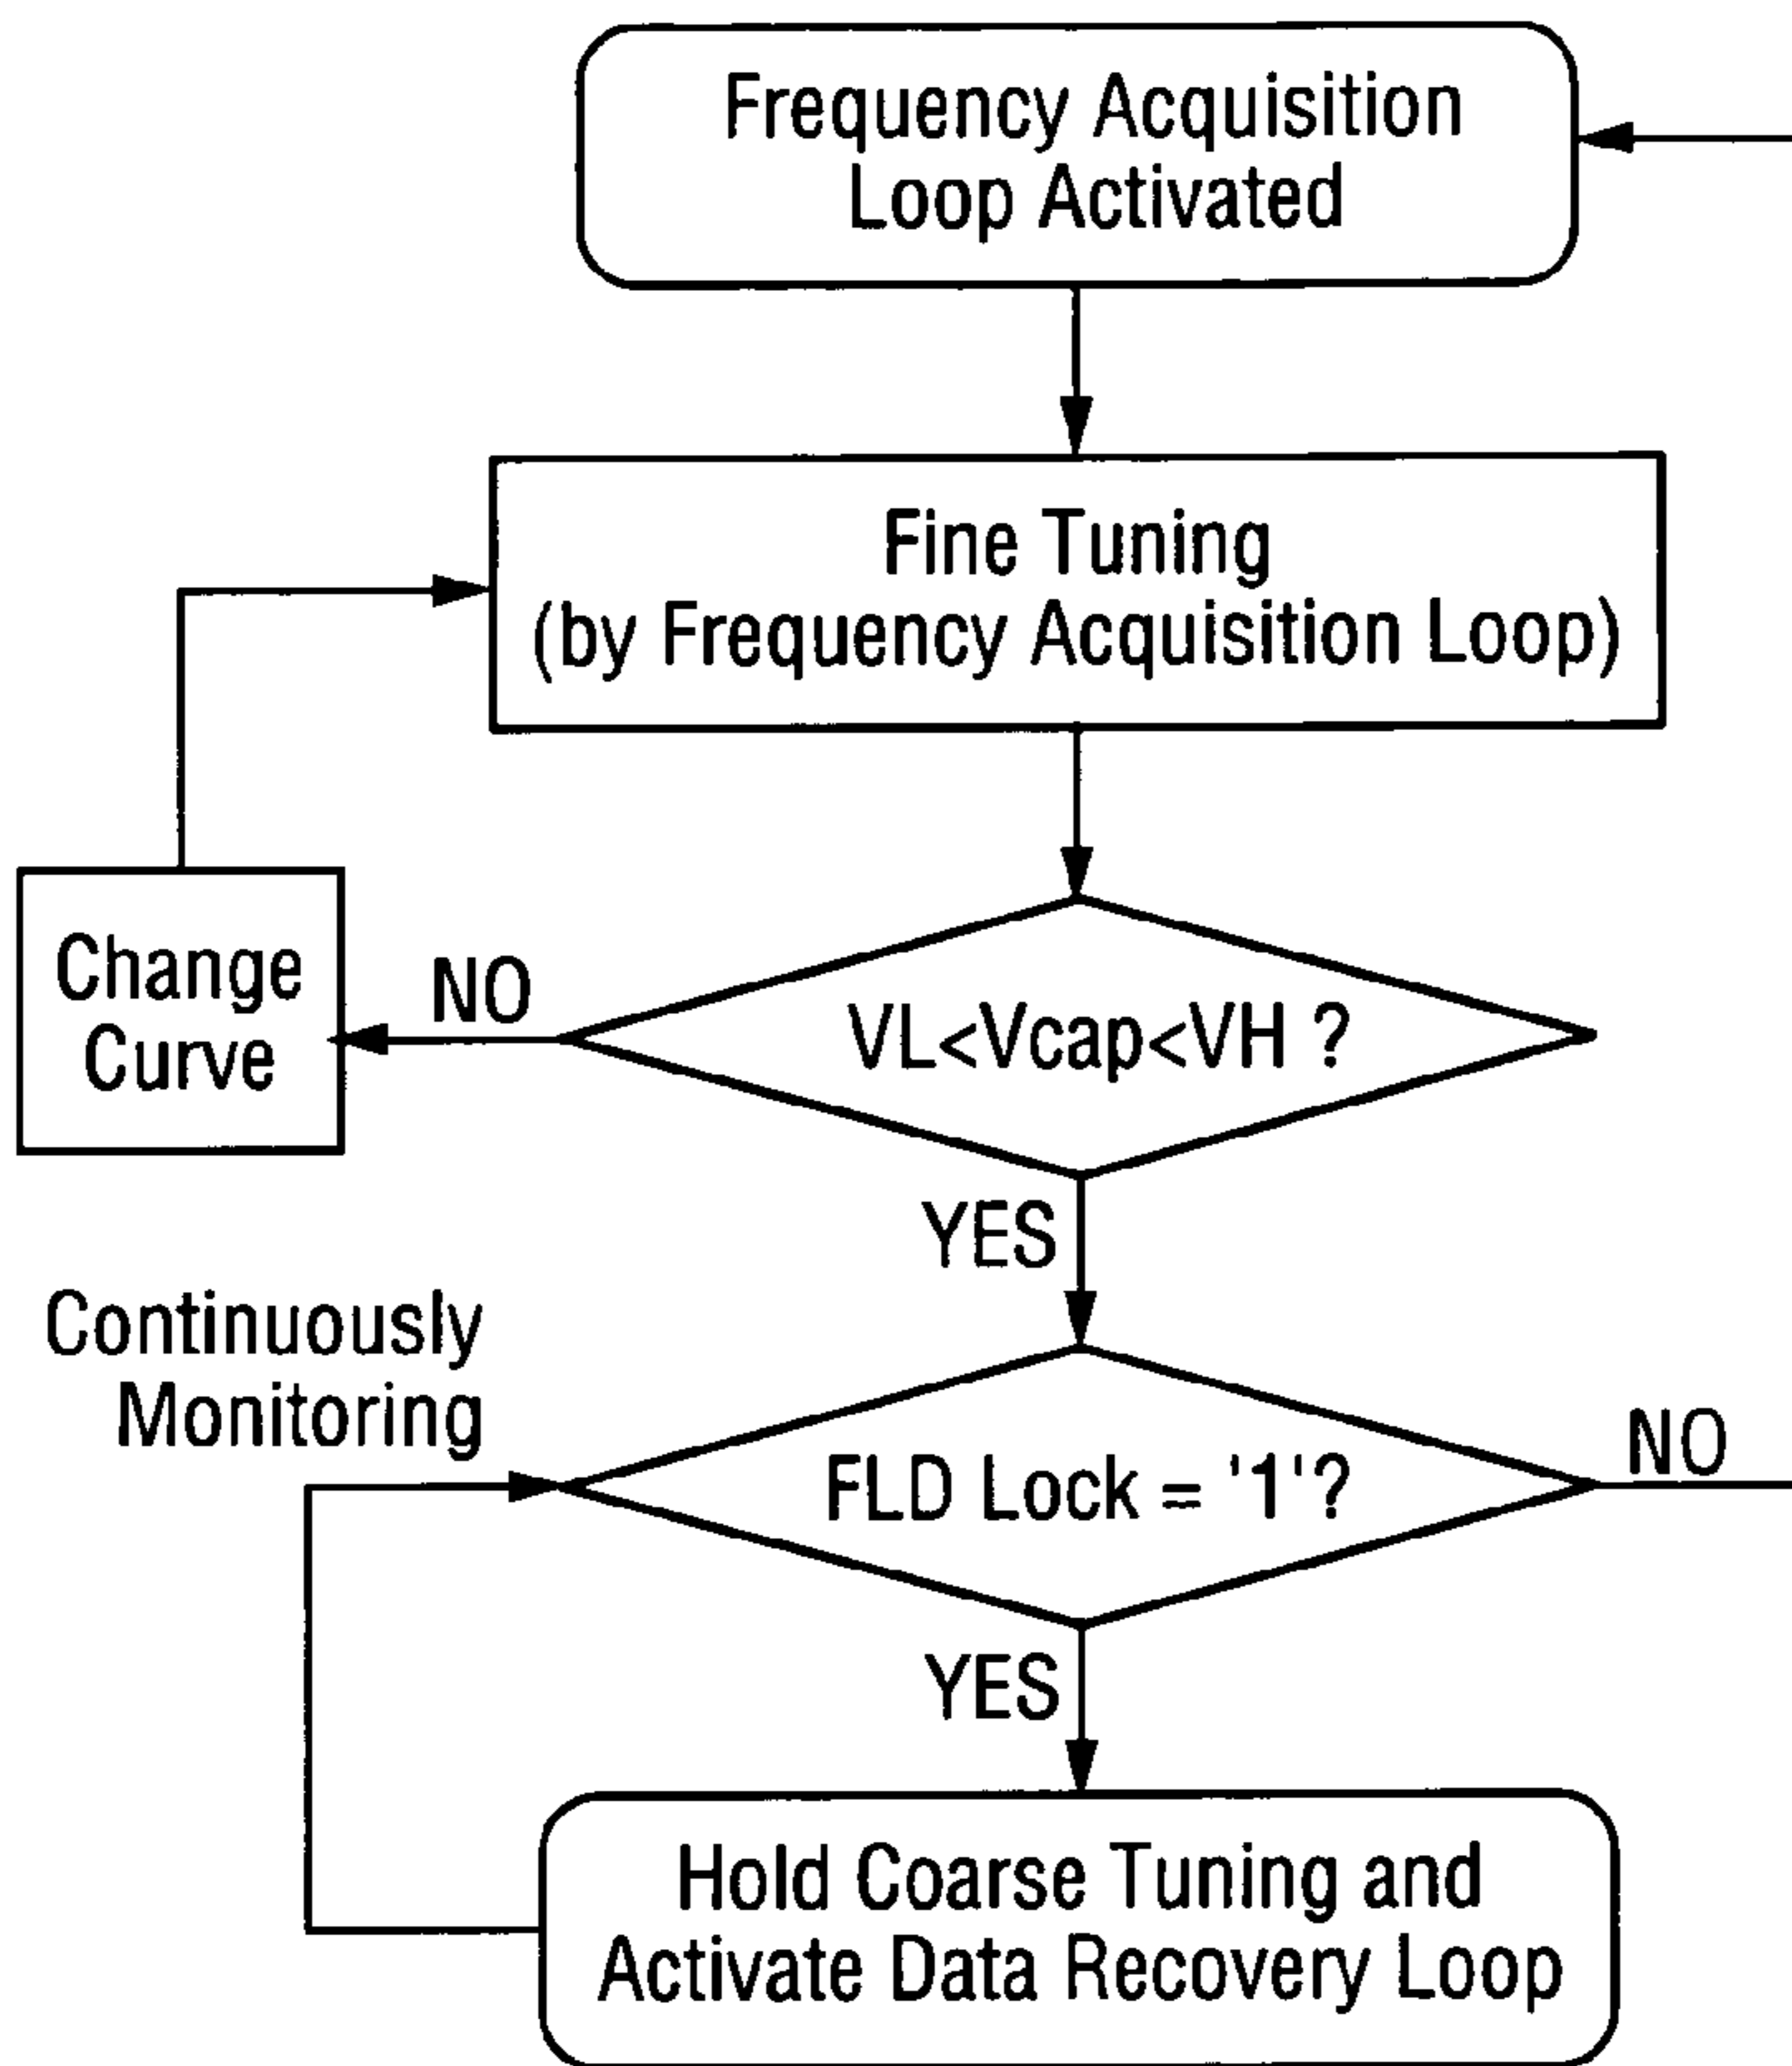 Frequency Acquisition
Loop Activated
Fine Tuning
(by Frequency Acquisition Loop)
Change
Curve
NO
VL<Vcap<VH ?
YES
Continuously
Monitoring
FLD Lock = '1'?
NO
YES
Hold Coarse Tuning and
Activate Data Recovery Loop